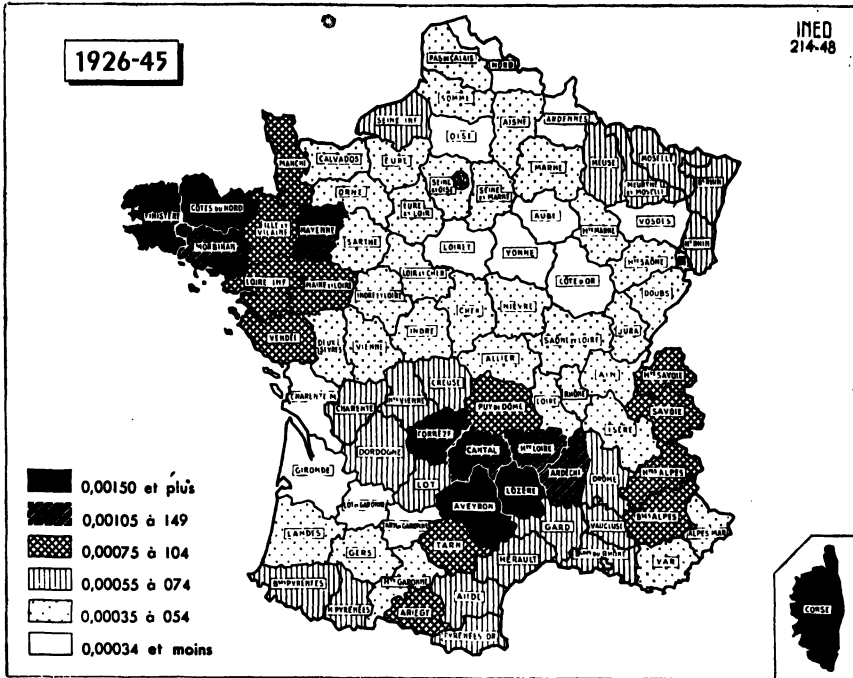 1926-45
INED
214-48
PAS DE CALAIS
NORD
SOMME
SEINE INF
OISE
AISNE
ARDENNES
MANCHE
CALVADOS
EURE
SEINE ET OISE
SEINE ET MARNE
MARNE
MEUSE
MOSELLE
MEURTHE ET MOSELLE
B. RHIN
FINISTÈRE
CÔTES DU NORD
ORNE
EURE ET LOIR
AUBE
Hte MARNE
VOSGES
Ht RHIN
MORBIHAN
ILLE ET VILAINE
MAYENNE
SARTHE
LOIRET
YONNE
Hte SAÔNE
LOIRE INF
MAINE ET LOIRE
INDRE ET LOIRE
LOIR ET CHER
CÔTE D'OR
DOUBS
VENDÉE
DEUX SÈVRES
VIENNE
INDRE
CHER
NIÈVRE
SAÔNE ET LOIRE
JURA
ALLIER
CHARENTE M
CHARENTE
Hte VIENNE
CREUSE
PUY DE DÔME
LOIRE
RHÔNE
AIN
Hte SAVOIE
SAVOIE
ISÈRE
GIRONDE
DORDOGNE
CORRÈZE
CANTAL
Hte LOIRE
ARDÈCHE
DRÔME
Htes ALPES
LOT ET GARONNE
LOT
AVEYRON
LOZÈRE
LANDES
GERS
TARN ET GARONNE
TARN
GARD
VAUCLUSE
Bses ALPES
ALPES MAR
Bses PYRÉNÉES
H. PYRÉNÉES
Hte GARONNE
ARIÈGE
AUDE
HÉRAULT
Bches DU RHÔNE
VAR
PYRÉNÉES OR
CORSE
0,00150 et plus
0,00105 à 149
0,00075 à 104
0,00055 à 074
0,00035 à 054
0,00034 et moins